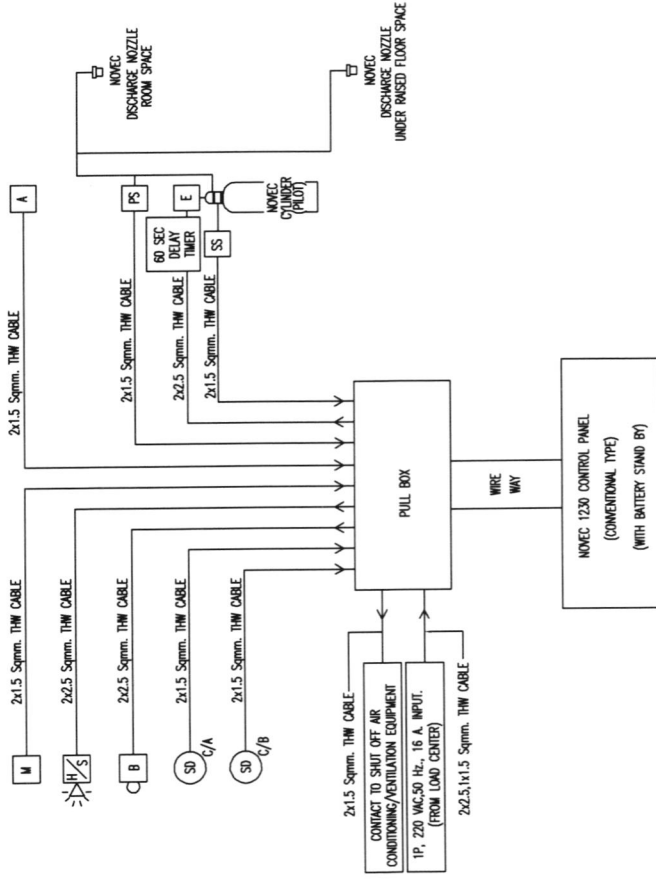 M
2x1.5 Sqmm. THW CABLE
H/S
2x2.5 Sqmm. THW CABLE
B
2x2.5 Sqmm. THW CABLE
SD
C/A
2x1.5 Sqmm. THW CABLE
SD
C/B
2x1.5 Sqmm. THW CABLE
2x1.5 Sqmm. THW CABLE
A
2x1.5 Sqmm. THW CABLE
PS
2x2.5 Sqmm. THW CABLE
60 SEC
DELAY
TIMER
E
2x1.5 Sqmm. THW CABLE
SS
NOVEC
CYLINDER
(PILOT)
NOVEC
DISCHARGE NOZZLE
ROOM SPACE
NOVEC
DISCHARGE NOZZLE
UNDER RAISED FLOOR SPACE
PULL BOX
2x1.5 Sqmm. THW CABLE
CONTACT TO SHUT OFF AIR
CONDITIONING/VENTILATION EQUIPMENT
1P, 220 VAC,50 Hz., 16 A. INPUT.
(FROM LOAD CENTER)
2x2.5,1x1.5 Sqmm. THW CABLE
WIRE
WAY
NOVEC 1230 CONTROL PANEL
(CONVENTIONAL TYPE)
(WITH BATTERY STAND BY)